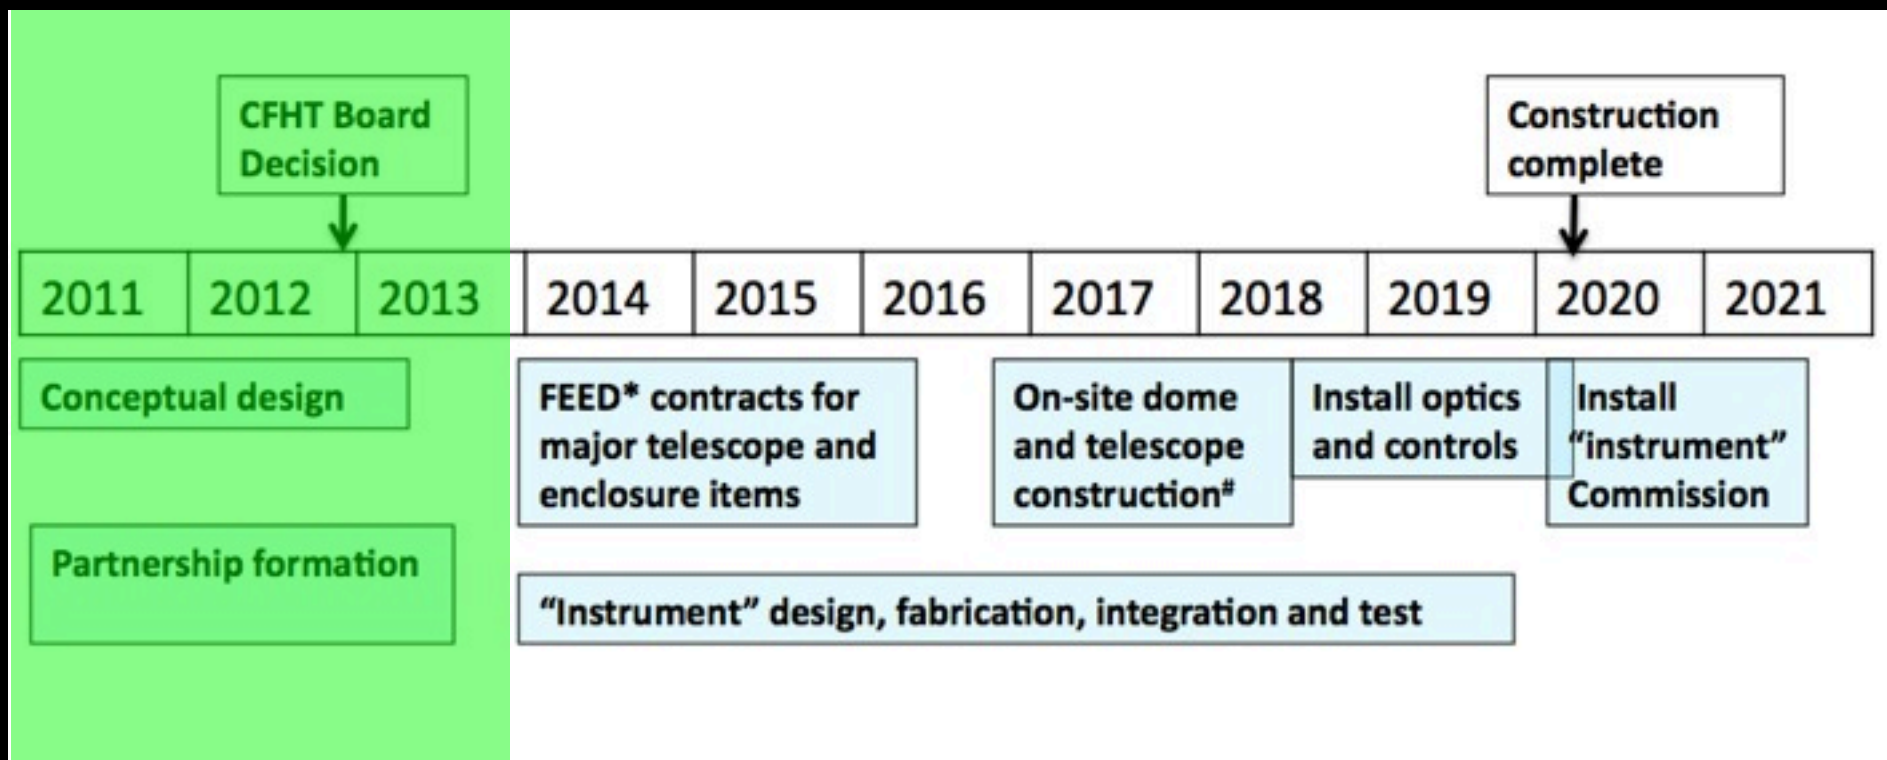 CFHT Board
Decision
Construction
complete
2011 2012 2013 2014 2015 2016 2017 2018 2019 2020 2021
Conceptual design
FEED* contracts for
major telescope and
enclosure items
On-site dome
and telescope
construction#
Install optics
and controls
Install
“instrument”
Commission
Partnership formation
“Instrument” design, fabrication, integration and test